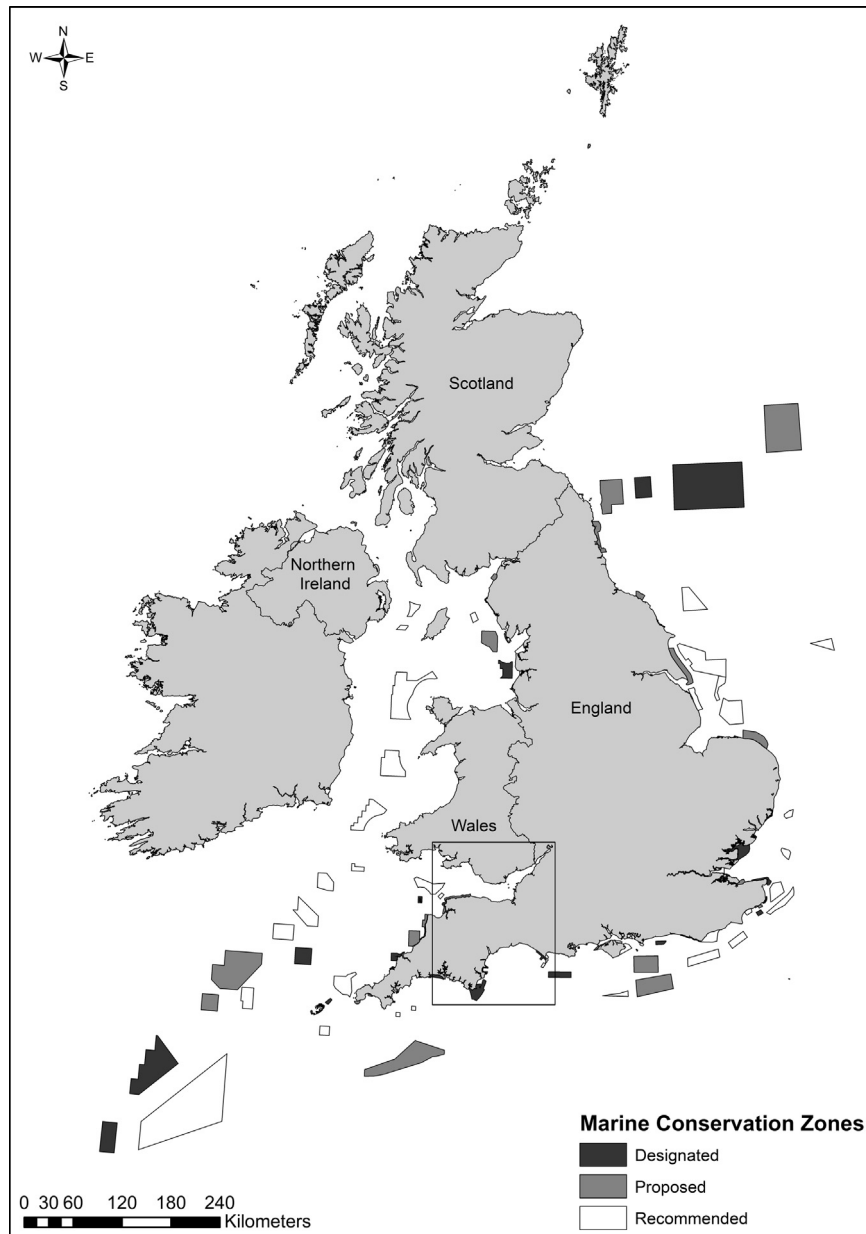 N
W E
S
Scotland
Northern
Ireland
England
Wales
Marine Conservation Zones
Designated
Proposed
Recommended
0 30 60 120 180 240
Kilometers